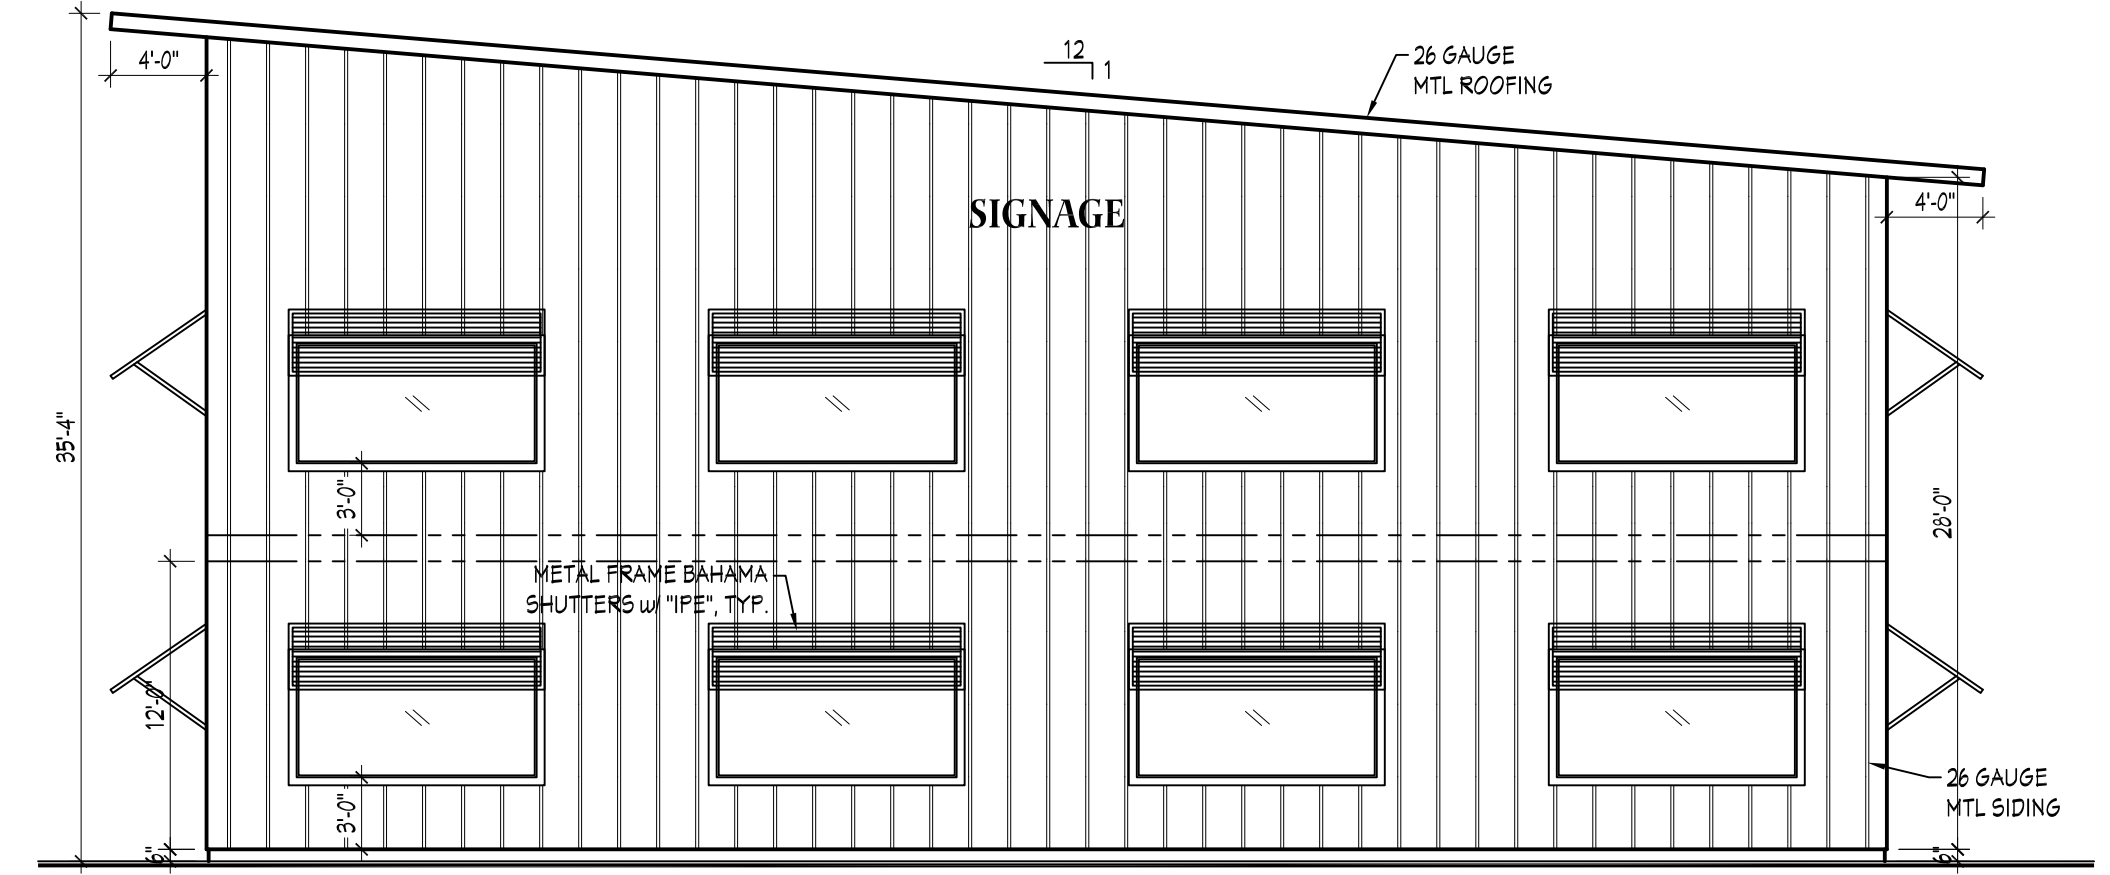 4'-0"
12
1
26 GAUGE
MTL ROOFING
SIGNAGE
4'-0"
35'-4"
3'-0"
28'-0"
METAL FRAME BAHAMA
SHUTTERS w/ "IPE", TYP.
12'-0"
3'-0"
26 GAUGE
MTL SIDING
6"
6"